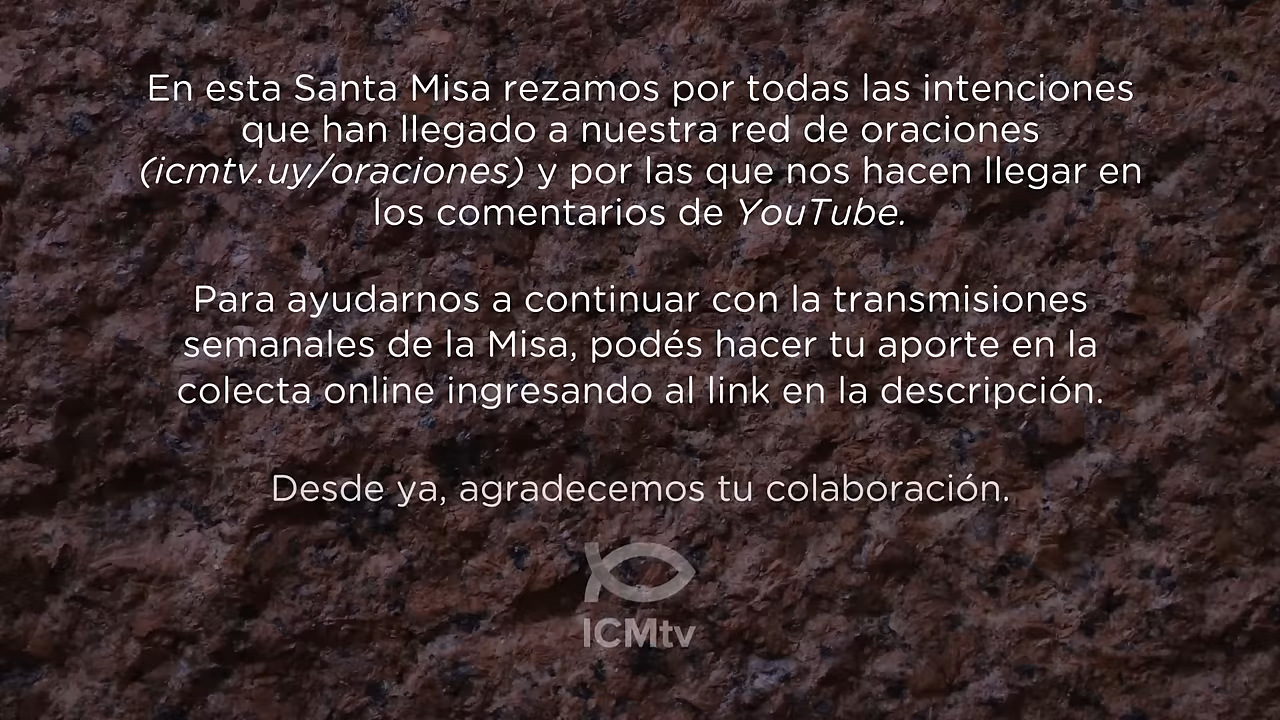 En esta Santa Misa rezamos por todas las intenciones
que han llegado a nuestra red de oraciones
(icmtv.uy/oraciones) y por las que nos hacen llegar en
los comentarios de YouTube.
Para ayudarnos a continuar con la transmisiones
semanales de la Misa, podés hacer tu aporte en la
colecta online ingresando al link en la descripción.
Desde ya, agradecemos tu colaboración.
ICMtv